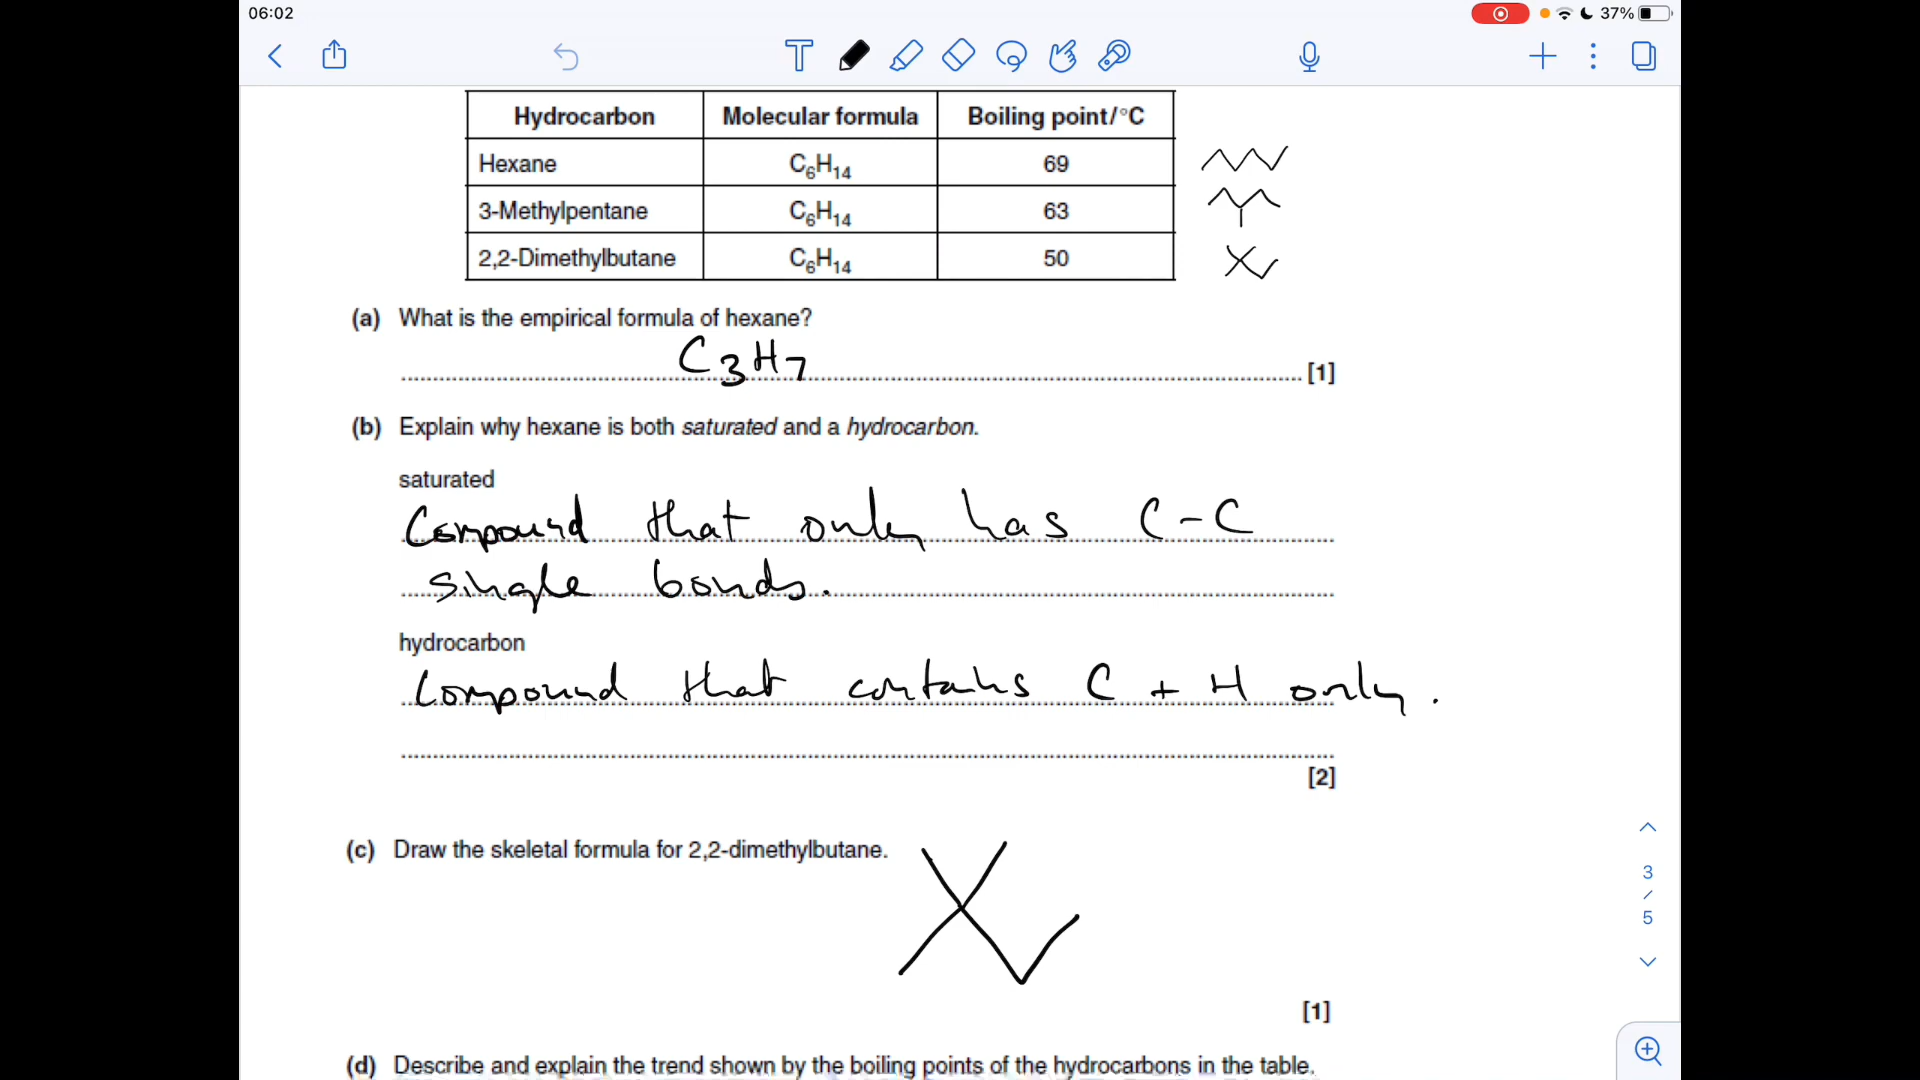 06:02
37%
Hydrocarbon Molecular formula Boiling point/°C
Hexane C₆H₁₄ 69
3-Methylpentane C₆H₁₄ 63
2,2-Dimethylbutane C₆H₁₄ 50
(a) What is the empirical formula of hexane?
C₃H₇
[1]
(b) Explain why hexane is both saturated and a hydrocarbon.
saturated
Compound that only has C-C
single bonds.
hydrocarbon
Compound that contains C + H only.
[2]
(c) Draw the skeletal formula for 2,2-dimethylbutane.
3
/
5
[1]
(d) Describe and explain the trend shown by the boiling points of the hydrocarbons in the table.